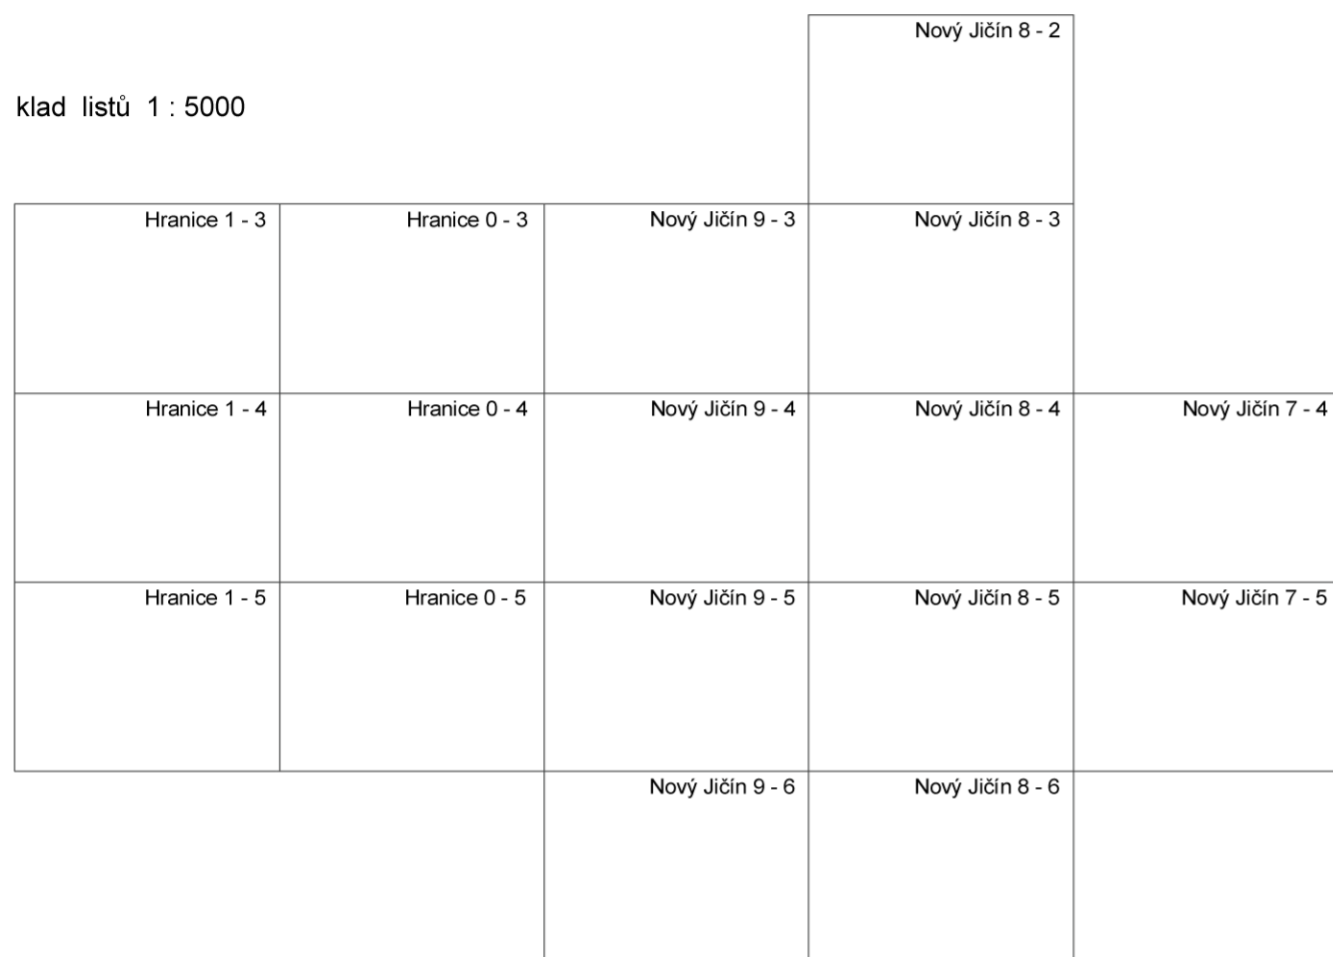 Nový Jičín 8 - 2
klad listů 1 : 5000
Hranice 1 - 3
Hranice 0 - 3
Nový Jičín 9 - 3
Nový Jičín 8 - 3
Hranice 1 - 4
Hranice 0 - 4
Nový Jičín 9 - 4
Nový Jičín 8 - 4
Nový Jičín 7 - 4
Hranice 1 - 5
Hranice 0 - 5
Nový Jičín 9 - 5
Nový Jičín 8 - 5
Nový Jičín 7 - 5
Nový Jičín 9 - 6
Nový Jičín 8 - 6